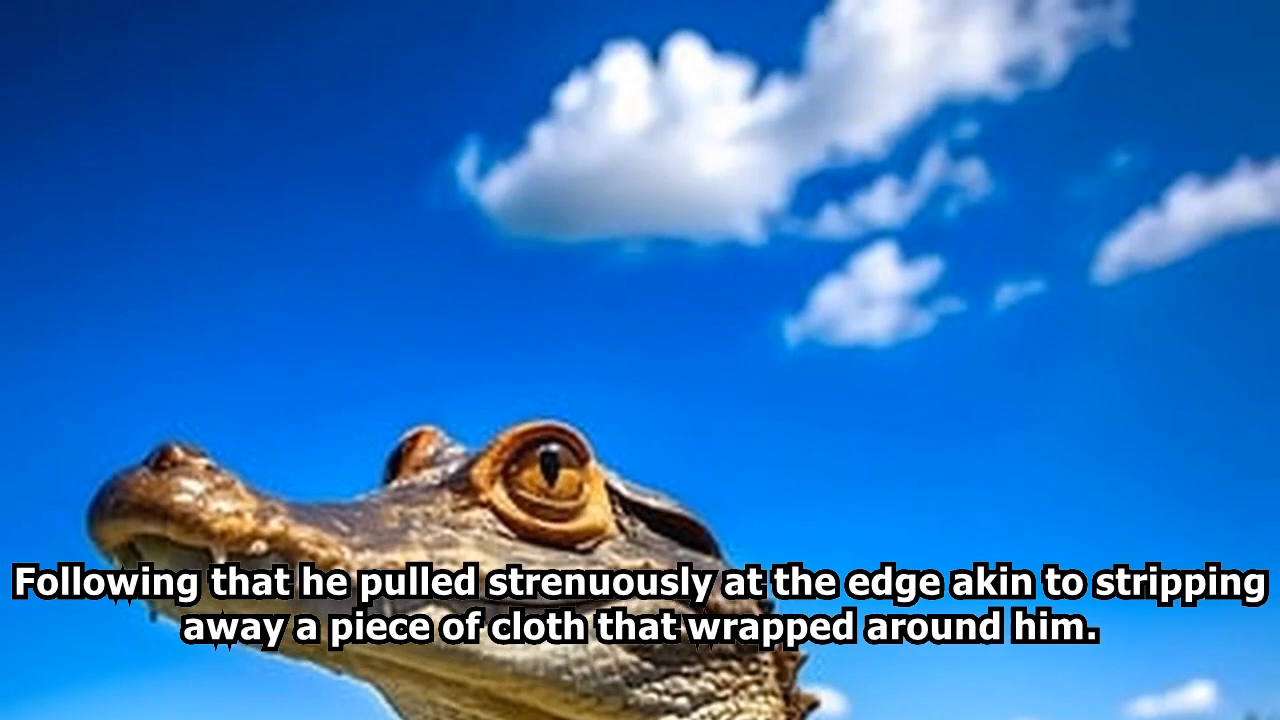 Following that he pulled strenuously at the edge akin to stripping
away a piece of cloth that wrapped around him.